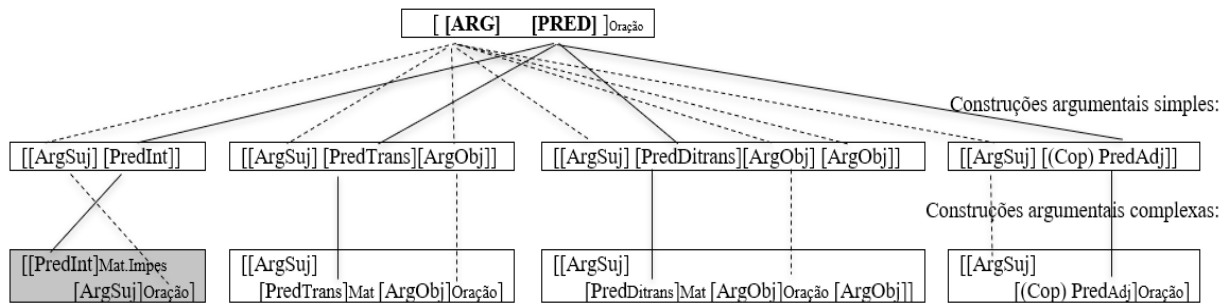 [ [ARG] [PRED] ]Oração
Construções argumentais simples:
[[ArgSuj] [PredInt]]
[[ArgSuj] [PredTrans][ArgObj]]
[[ArgSuj] [PredDitrans][ArgObj] [ArgObj]]
[[ArgSuj] [(Cop) PredAdj]]
Construções argumentais complexas:
[[PredInt]Mat.Impes
[ArgSuj]Oração]
[[ArgSuj]
[PredTrans]Mat [ArgObj]Oração]
[[ArgSuj]
[PredDitrans]Mat [ArgObj]Oração [ArgObj]]
[[ArgSuj]
[(Cop) PredAdj]Oração]